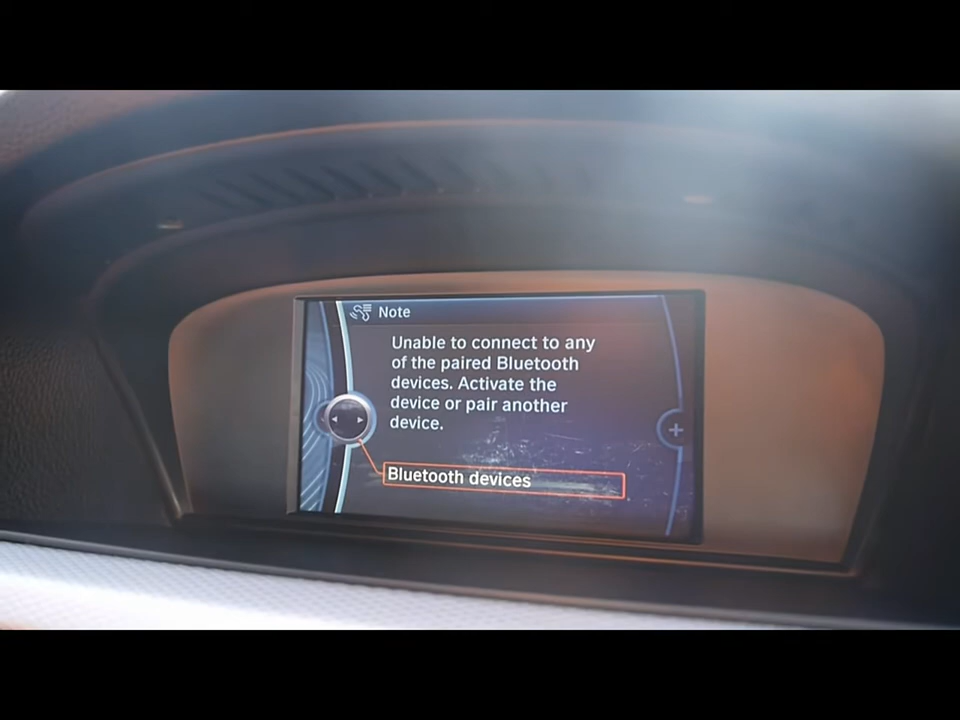 Note
Unable to connect to any
of the paired Bluetooth
devices. Activate the
device or pair another
device.
Bluetooth devices